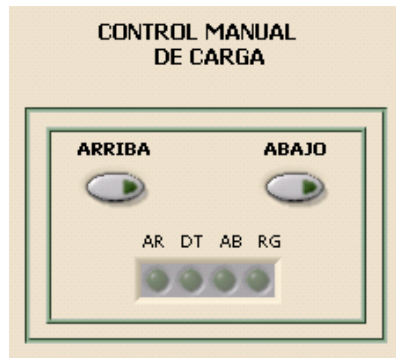 CONTROL MANUAL
DE CARGA
ARRIBA ABAJO
AR DT AB RG